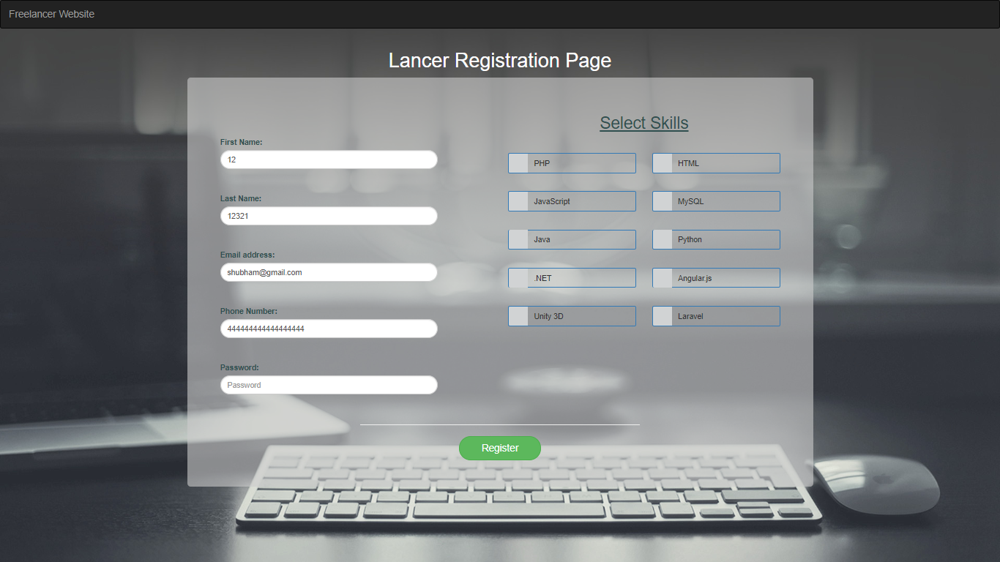 Freelancer Website
Lancer Registration Page
Select Skills
First Name:
12
Last Name:
12321
Email address:
shubham@gmail.com
Phone Number:
444444444444444444
Password:
Password
PHP
HTML
JavaScript
MySQL
Java
Python
.NET
Angular.js
Unity 3D
Laravel
Register